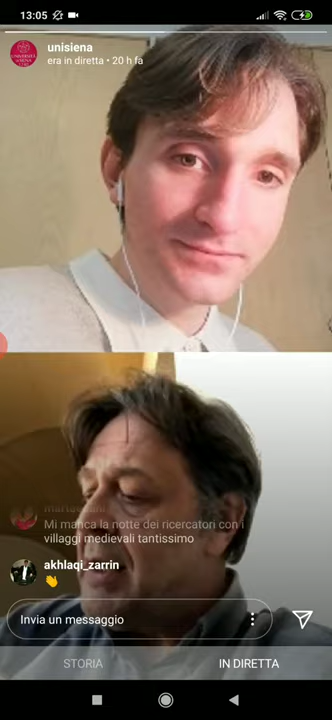 13:05
unisiena
era in diretta • 20 h fa
Mi manca la notte dei ricercatori con i
villaggi medievali tantissimo
akhlaqi_zarrin
Invia un messaggio
STORIA
IN DIRETTA